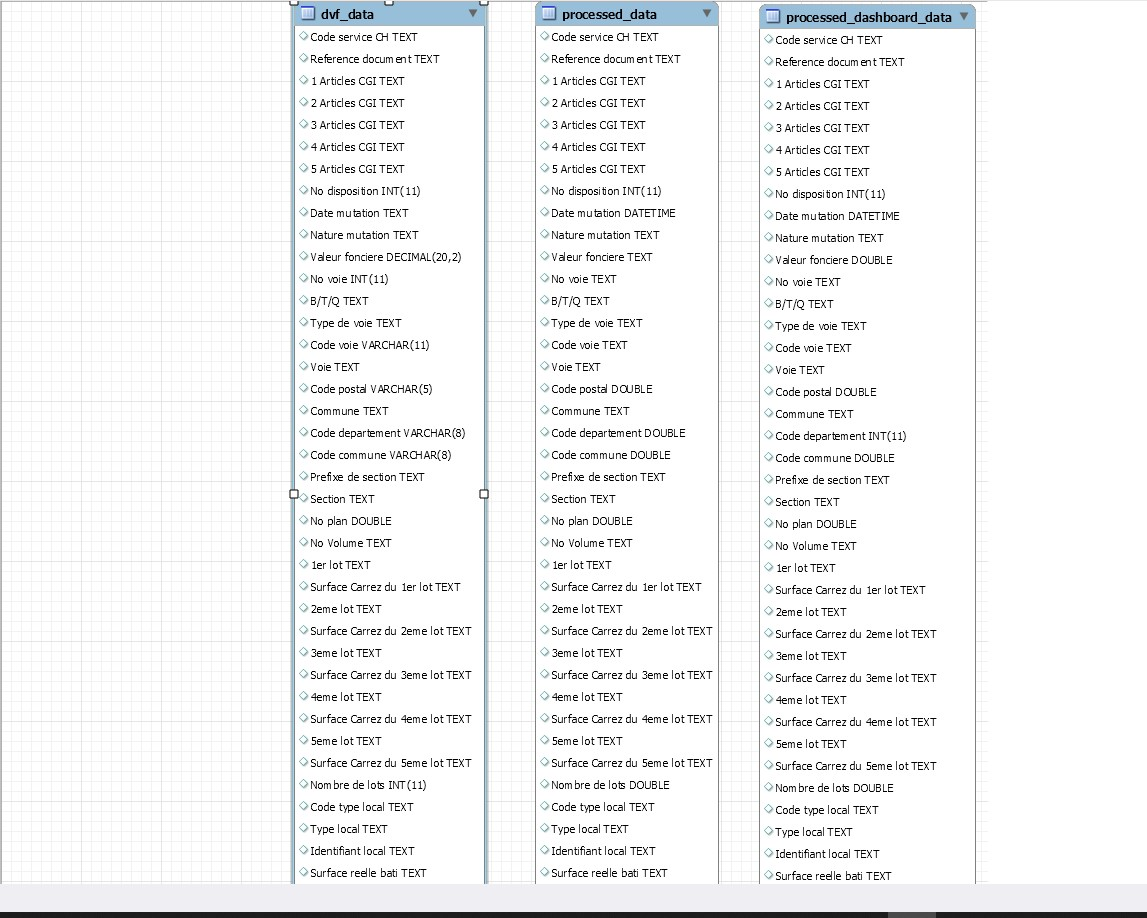 dvf_data
Code service CH TEXT
Reference document TEXT
1 Articles CGI TEXT
2 Articles CGI TEXT
3 Articles CGI TEXT
4 Articles CGI TEXT
5 Articles CGI TEXT
No disposition INT(11)
Date mutation TEXT
Nature mutation TEXT
Valeur fonciere DECIMAL(20,2)
No voie INT(11)
B/T/Q TEXT
Type de voie TEXT
Code voie VARCHAR(11)
Voie TEXT
Code postal VARCHAR(5)
Commune TEXT
Code departement VARCHAR(8)
Code commune VARCHAR(8)
Prefixe de section TEXT
Section TEXT
No plan DOUBLE
No Volume TEXT
1er lot TEXT
Surface Carrez du 1er lot TEXT
2eme lot TEXT
Surface Carrez du 2eme lot TEXT
3eme lot TEXT
Surface Carrez du 3eme lot TEXT
4eme lot TEXT
Surface Carrez du 4eme lot TEXT
5eme lot TEXT
Surface Carrez du 5eme lot TEXT
Nombre de lots INT(11)
Code type local TEXT
Type local TEXT
Identifiant local TEXT
Surface reelle bati TEXT
processed_data
Code service CH TEXT
Reference document TEXT
1 Articles CGI TEXT
2 Articles CGI TEXT
3 Articles CGI TEXT
4 Articles CGI TEXT
5 Articles CGI TEXT
No disposition INT(11)
Date mutation DATETIME
Nature mutation TEXT
Valeur fonciere TEXT
No voie TEXT
B/T/Q TEXT
Type de voie TEXT
Code voie TEXT
Voie TEXT
Code postal DOUBLE
Commune TEXT
Code departement DOUBLE
Code commune DOUBLE
Prefixe de section TEXT
Section TEXT
No plan DOUBLE
No Volume TEXT
1er lot TEXT
Surface Carrez du 1er lot TEXT
2eme lot TEXT
Surface Carrez du 2eme lot TEXT
3eme lot TEXT
Surface Carrez du 3eme lot TEXT
4eme lot TEXT
Surface Carrez du 4eme lot TEXT
5eme lot TEXT
Surface Carrez du 5eme lot TEXT
Nombre de lots DOUBLE
Code type local TEXT
Type local TEXT
Identifiant local TEXT
Surface reelle bati TEXT
processed_dashboard_data
Code service CH TEXT
Reference document TEXT
1 Articles CGI TEXT
2 Articles CGI TEXT
3 Articles CGI TEXT
4 Articles CGI TEXT
5 Articles CGI TEXT
No disposition INT(11)
Date mutation DATETIME
Nature mutation TEXT
Valeur fonciere DOUBLE
No voie TEXT
B/T/Q TEXT
Type de voie TEXT
Code voie TEXT
Voie TEXT
Code postal DOUBLE
Commune TEXT
Code departement INT(11)
Code commune DOUBLE
Prefixe de section TEXT
Section TEXT
No plan DOUBLE
No Volume TEXT
1er lot TEXT
Surface Carrez du 1er lot TEXT
2eme lot TEXT
Surface Carrez du 2eme lot TEXT
3eme lot TEXT
Surface Carrez du 3eme lot TEXT
4eme lot TEXT
Surface Carrez du 4eme lot TEXT
5eme lot TEXT
Surface Carrez du 5eme lot TEXT
Nombre de lots DOUBLE
Code type local TEXT
Type local TEXT
Identifiant local TEXT
Surface reelle bati TEXT